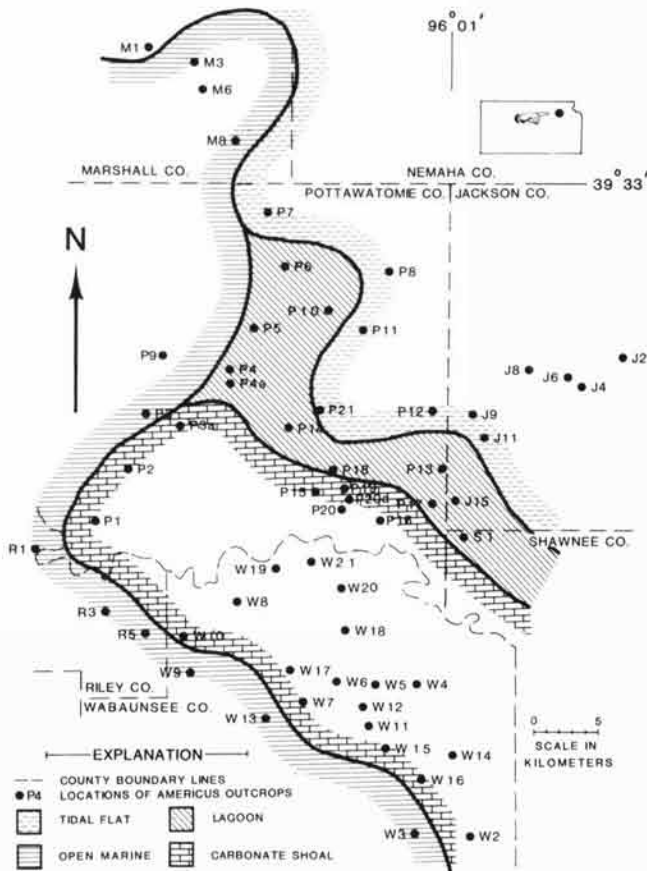 96° 01'
M1
M3
M6
M8
MARSHALL CO. NEMAHA CO.
POTTAWATOMIE CO. JACKSON CO. 39° 33'
P7
N
P6
P8
P10
P5
P11
P9
J2
P4
J8
J6
P4a
J4
P21
P12
J9
P14
J11
P2
P18
P13
P15
J15
P20
P16
P1
S1
SHAWNEE CO.
R1
W19
W21
W20
W8
R3
W18
R5
W10
W9
W17
W6
W5
W4
RILEY CO.
WABAUNSEE CO.
W7
W12
W13
W11
W15
W14
W16
W3
W2
0 5
SCALE IN
KILOMETERS
EXPLANATION
COUNTY BOUNDARY LINES
P4 LOCATIONS OF AMERICUS OUTCROPS
TIDAL FLAT LAGOON
OPEN MARINE CARBONATE SHOAL